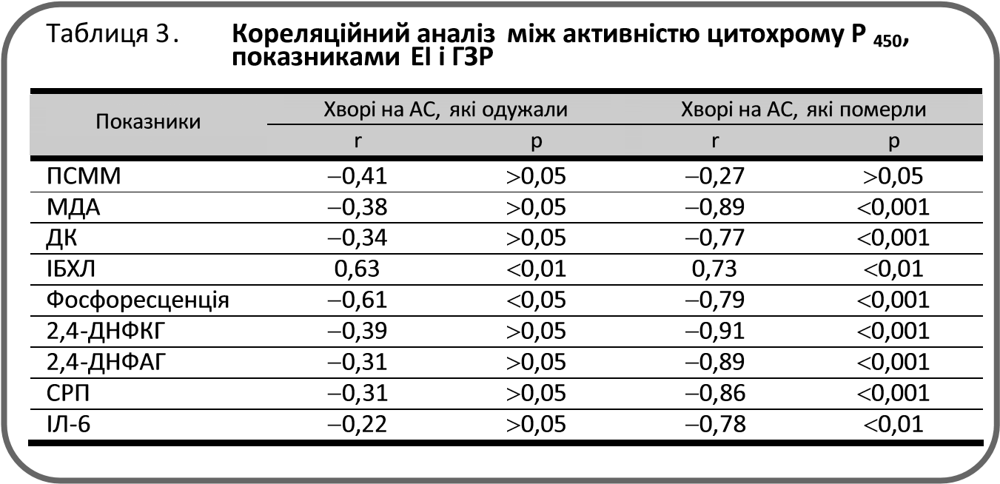 Таблиця 3. Кореляційний аналіз між активністю цитохрому Р 450,
показниками ЕІ і ГЗР
Показники Хворі на АС, які одужали Хворі на АС, які померли
r p r p
ПСММ −0,41 >0,05 −0,27 >0,05
МДА −0,38 >0,05 −0,89 <0,001
ДК −0,34 >0,05 −0,77 <0,001
ІБХЛ 0,63 <0,01 0,73 <0,01
Фосфоресценція −0,61 <0,05 −0,79 <0,001
2,4-ДНФКГ −0,39 >0,05 −0,91 <0,001
2,4-ДНФАГ −0,31 >0,05 −0,89 <0,001
СРП −0,31 >0,05 −0,86 <0,001
ІЛ-6 −0,22 >0,05 −0,78 <0,01